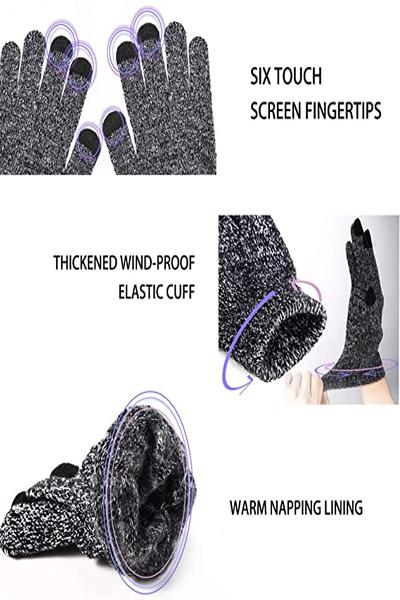 SIX TOUCH
SCREEN FINGERTIPS
THICKENED WIND-PROOF
ELASTIC CUFF
WARM NAPPING LINING